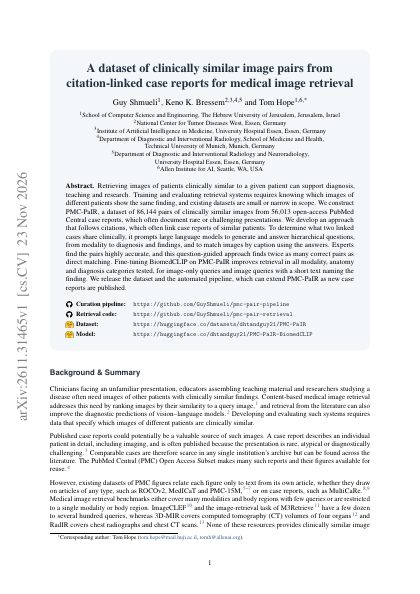 A dataset of clinically similar image pairs from
citation-linked case reports for medical image retrieval
Guy Shmueli¹, Keno K. Bressem²,³,⁴,⁵ and Tom Hope¹,⁶,*
¹School of Computer Science and Engineering, The Hebrew University of Jerusalem, Jerusalem, Israel
²National Center for Tumor Diseases West, Essen, Germany
³Institute of Artificial Intelligence in Medicine, University Hospital Essen, Essen, Germany
⁴Department of Diagnostic and Interventional Radiology, School of Medicine and Health,
Technical University of Munich, Munich, Germany
⁵Department of Diagnostic and Interventional Radiology and Neuroradiology,
University Hospital Essen, Essen, Germany
⁶Allen Institute for AI, Seattle, WA, USA
Abstract. Retrieving images of patients clinically similar to a given patient can support diagnosis,
teaching and research. Training and evaluating retrieval systems requires knowing which images of
different patients show the same finding, and existing datasets are small or narrow in scope. We construct
PMC-PaIR, a dataset of 86,144 pairs of clinically similar images from 56,013 open-access PubMed
Central case reports, which often document rare or challenging presentations. We develop an approach
that follows citations, which often link case reports of similar patients. To determine what two linked
cases share clinically, it prompts large language models to generate and answer hierarchical questions,
from modality to diagnosis and findings, and to match images by caption using the answers. Experts
find the pairs highly accurate, and this question-guided approach finds twice as many correct pairs as
direct matching. Fine-tuning BiomedCLIP on PMC-PaIR improves retrieval in all modality, anatomy
and diagnosis categories tested, for image-only queries and image queries with a short text naming the
finding. We release the dataset and the automated pipeline, which can extend PMC-PaIR as new case
reports are published.
Curation pipeline: https://github.com/GuyShmueli/pmc-pair-pipeline
Retrieval code: https://github.com/GuyShmueli/pmc-pair-retrieval
Dataset: https://huggingface.co/datasets/dhtandguy21/PMC-PaIR
Model: https://huggingface.co/dhtandguy21/PMC-PaIR-BiomedCLIP
arXiv:2611.31465v1 [cs.CV] 23 Nov 2026
Background & Summary
Clinicians facing an unfamiliar presentation, educators assembling teaching material and researchers studying a
disease often need images of other patients with clinically similar findings. Content-based medical image retrieval
addresses this need by ranking images by their similarity to a query image,¹ and retrieval from the literature can also
improve the diagnostic predictions of vision–language models.² Developing and evaluating such systems requires
data that specify which images of different patients are clinically similar.
Published case reports could potentially be a valuable source of such images. A case report describes an individual
patient in detail, including imaging, and is often published because the presentation is rare, atypical or diagnostically
challenging.³ Comparable cases are therefore scarce in any single institution's archive but can be found across the
literature. The PubMed Central (PMC) Open Access Subset makes many such reports and their figures available for
reuse.⁴
However, existing datasets of PMC figures relate each figure only to text from its own article, whether they draw
on articles of any type, such as ROCOv2, MedICaT and PMC-15M,⁵⁻⁷ or on case reports, such as MultiCaRe.⁸,⁹
Medical image retrieval benchmarks either cover many modalities and body regions with few queries or are restricted
to a single modality or body region. ImageCLEF¹⁰ and the image-retrieval task of M3Retrieve¹¹ have a few dozen
to several hundred queries, whereas 3D-MIR covers computed tomography (CT) volumes of four organs¹² and
RadIR covers chest radiographs and chest CT scans.¹³ None of these resources provides clinically similar image
*Corresponding author: Tom Hope (tom.hope@mail.huji.ac.il, tomh@allenai.org)
1